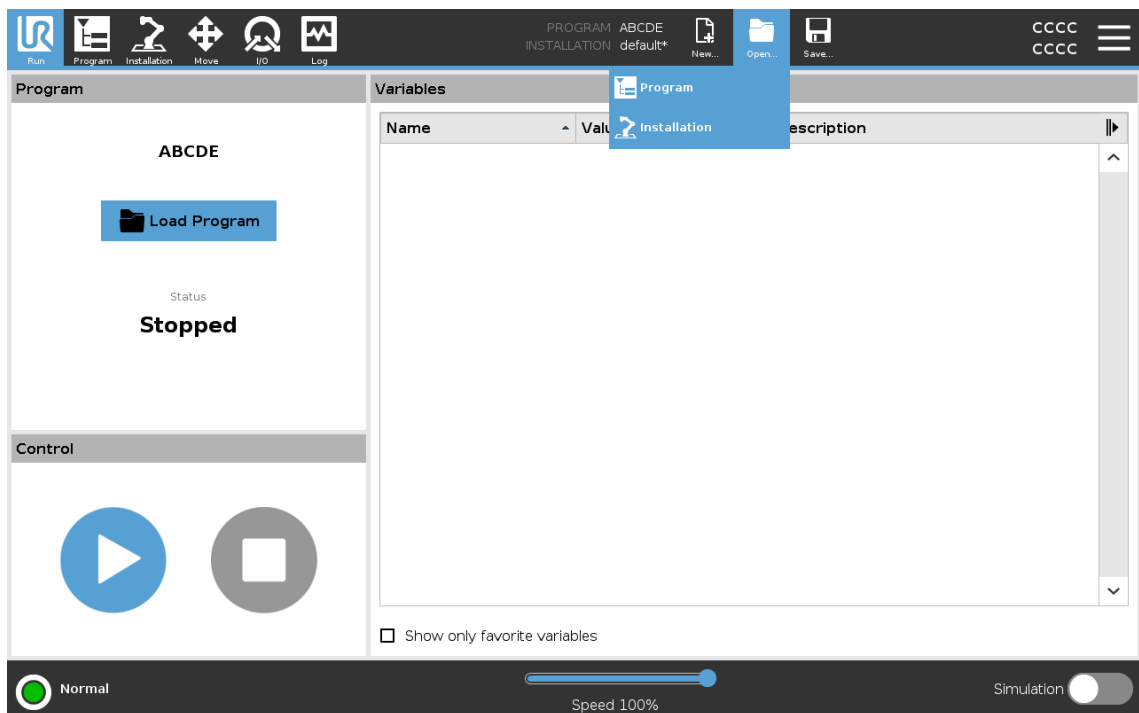 PROGRAM ABCDE
INSTALLATION default*
CCCC
CCCC
Run
Program
Installation
Move
I/O
Log
New...
Open...
Save...
Program
Variables
Program
Installation
Name
Valu
escription
ABCDE
Load Program
Status
Stopped
Control
Show only favorite variables
Normal
Speed 100%
Simulation